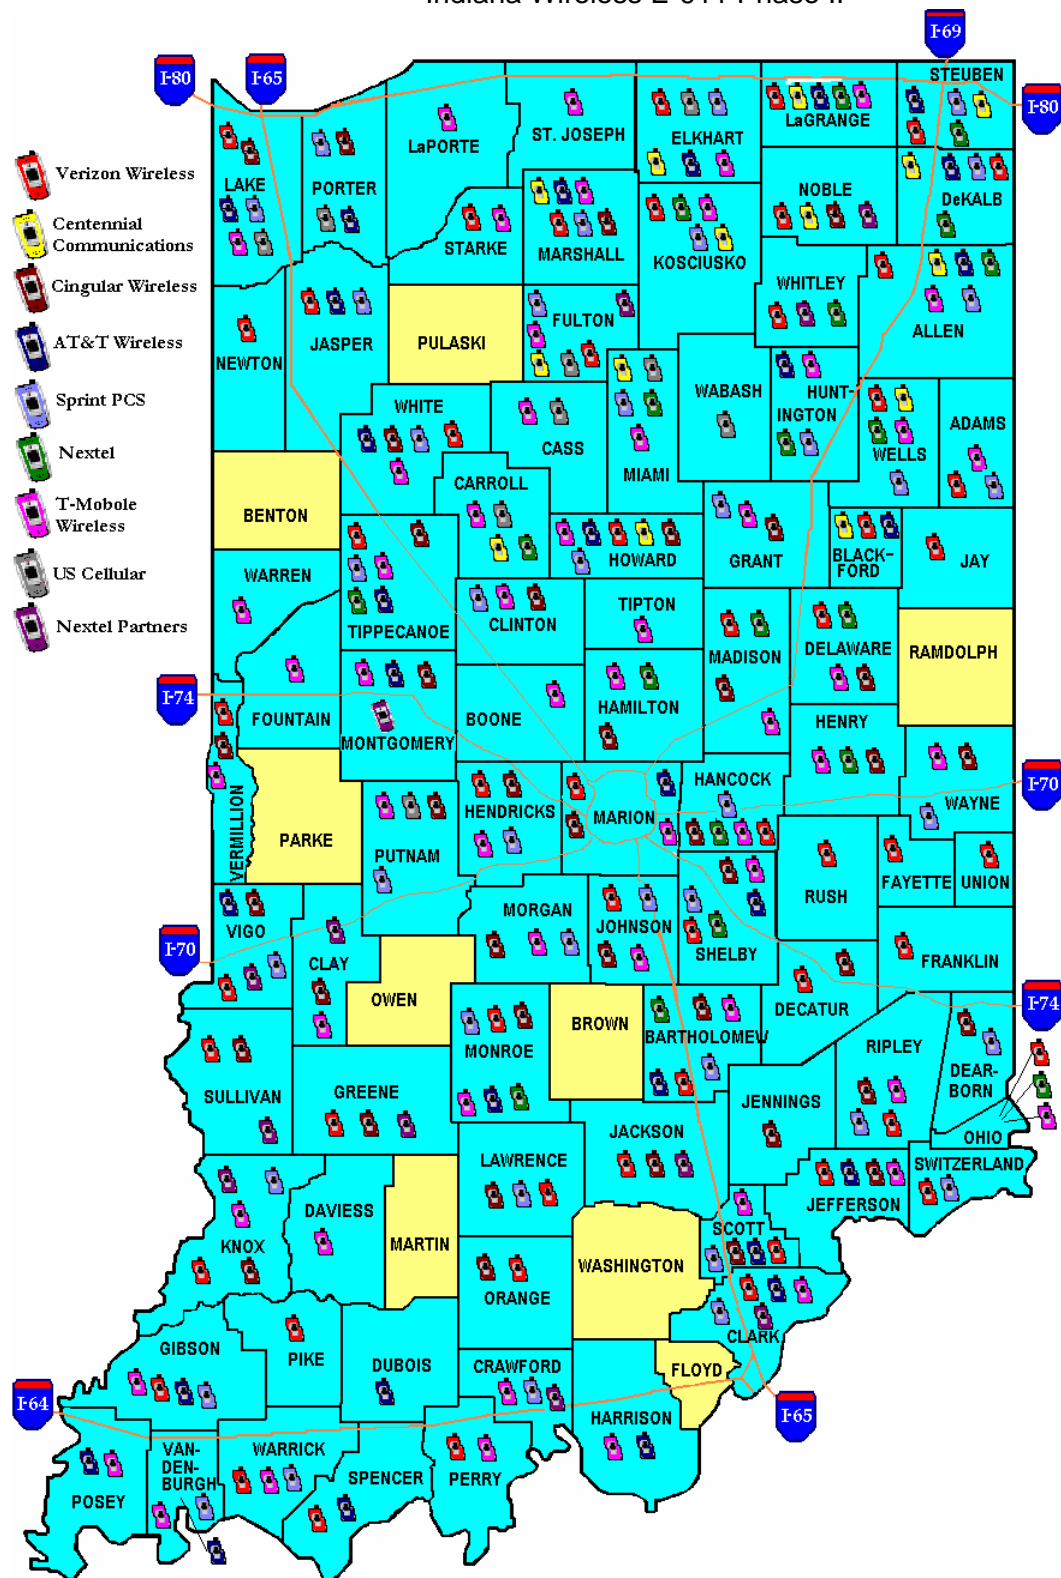 Indiana Wireless E-911 Phase II
I-69
I-80
I-65
STEUBEN
I-80
LaGRANGE
ELKHART
ST. JOSEPH
LaPORTE
Verizon Wireless
LAKE
PORTER
NOBLE
DeKALB
Centennial
Communications
STARKE
MARSHALL
KOSCIUSKO
Cingular Wireless
WHITLEY
ALLEN
AT&T Wireless
NEWTON
JASPER
PULASKI
FULTON
Sprint PCS
WHITE
CASS
MIAMI
WABASH
HUNT-
INGTON
WELLS
ADAMS
Nextel
T-Mobole
Wireless
BENTON
CARROLL
HOWARD
GRANT
BLACK-
FORD
JAY
US Cellular
WARREN
TIPPECANOE
CLINTON
TIPTON
MADISON
DELAWARE
RAMDOLPH
Nextel Partners
I-74
FOUNTAIN
MONTGOMERY
BOONE
HAMILTON
HENRY
HANCOCK
I-70
WAYNE
VERMILLION
PARKE
PUTNAM
HENDRICKS
MARION
RUSH
FAYETTE
UNION
VIGO
I-70
CLAY
MORGAN
JOHNSON
SHELBY
FRANKLIN
OWEN
DECATUR
I-74
MONROE
BROWN
BARTHOLOMEW
RIPLEY
DEAR-
BORN
SULLIVAN
GREENE
JENNINGS
OHIO
JACKSON
LAWRENCE
SWITZERLAND
JEFFERSON
KNOX
DAVIESS
MARTIN
SCOTT
WASHINGTON
ORANGE
CLARK
GIBSON
PIKE
DUBOIS
CRAWFORD
FLOYD
I-64
HARRISON
I-65
POSEY
VAN-
DEN-
BURGH
WARRICK
SPENCER
PERRY